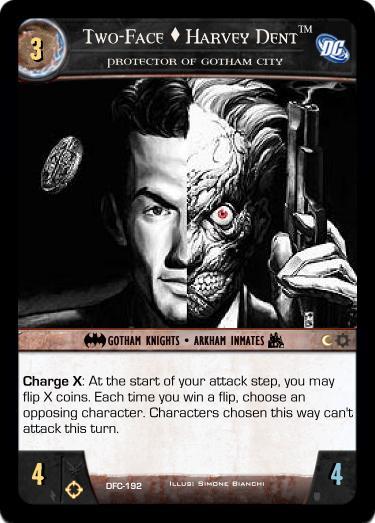 3
Two-Face ♦ Harvey Dent™
DC
PROTECTOR OF GOTHAM CITY
GOTHAM KNIGHTS • ARKHAM INMATES
Charge X: At the start of your attack step, you may
flip X coins. Each time you win a flip, choose an
opposing character. Characters chosen this way can't
attack this turn.
4
DFC-192
Illus: Simone Bianchi
4